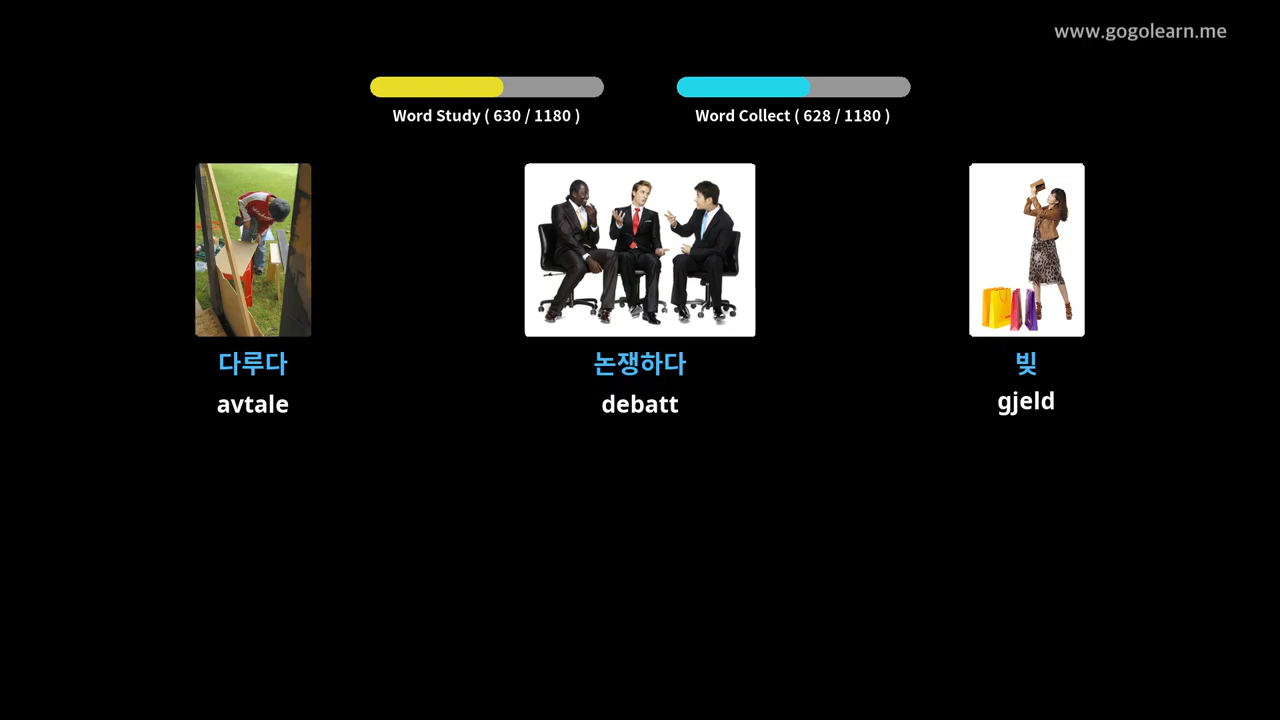 www.gogolearn.me
Word Study ( 630 / 1180 )
Word Collect ( 628 / 1180 )
다루다
논쟁하다
빚
avtale
debatt
gjeld